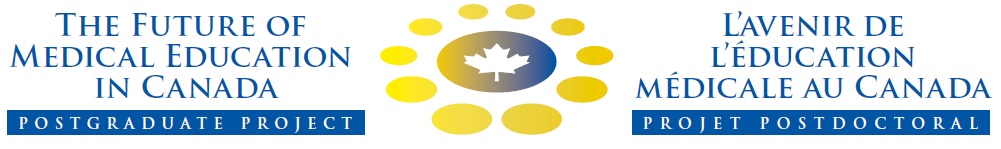 The Future of
Medical Education
in Canada
POSTGRADUATE PROJECT
L'avenir de
l'éducation
médicale au Canada
PROJET POSTDOCTORAL